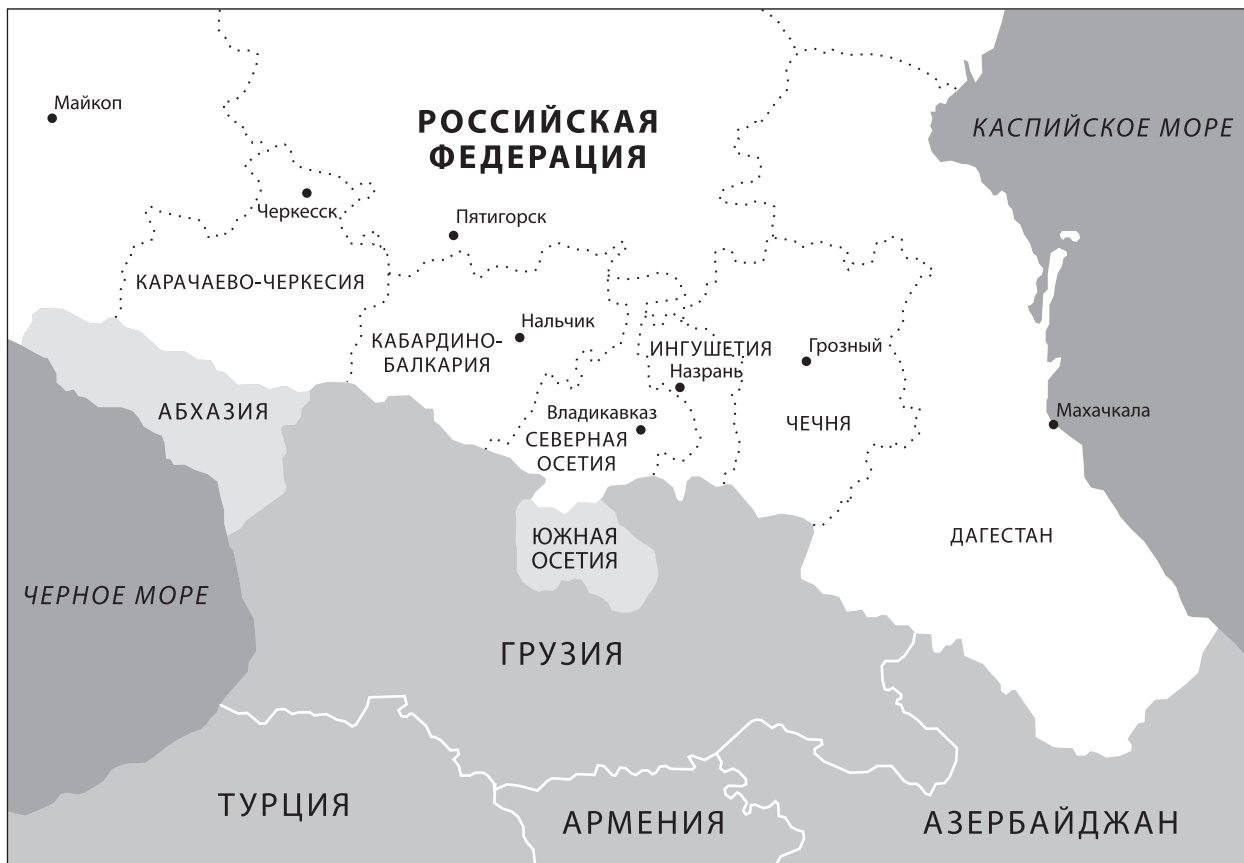 Майкоп
РОССИЙСКАЯ
ФЕДЕРАЦИЯ
КАСПИЙСКОЕ МОРЕ
Черкесск
Пятигорск
КАРАЧАЕВО-ЧЕРКЕСИЯ
Нальчик
КАБАРДИНО-
БАЛКАРИЯ
ИНГУШЕТИЯ
Назрань
Грозный
АБХАЗИЯ
Владикавказ
СЕВЕРНАЯ
ОСЕТИЯ
ЧЕЧНЯ
Махачкала
ЮЖНАЯ
ОСЕТИЯ
ДАГЕСТАН
ЧЕРНОЕ МОРЕ
ГРУЗИЯ
ТУРЦИЯ
АРМЕНИЯ
АЗЕРБАЙДЖАН